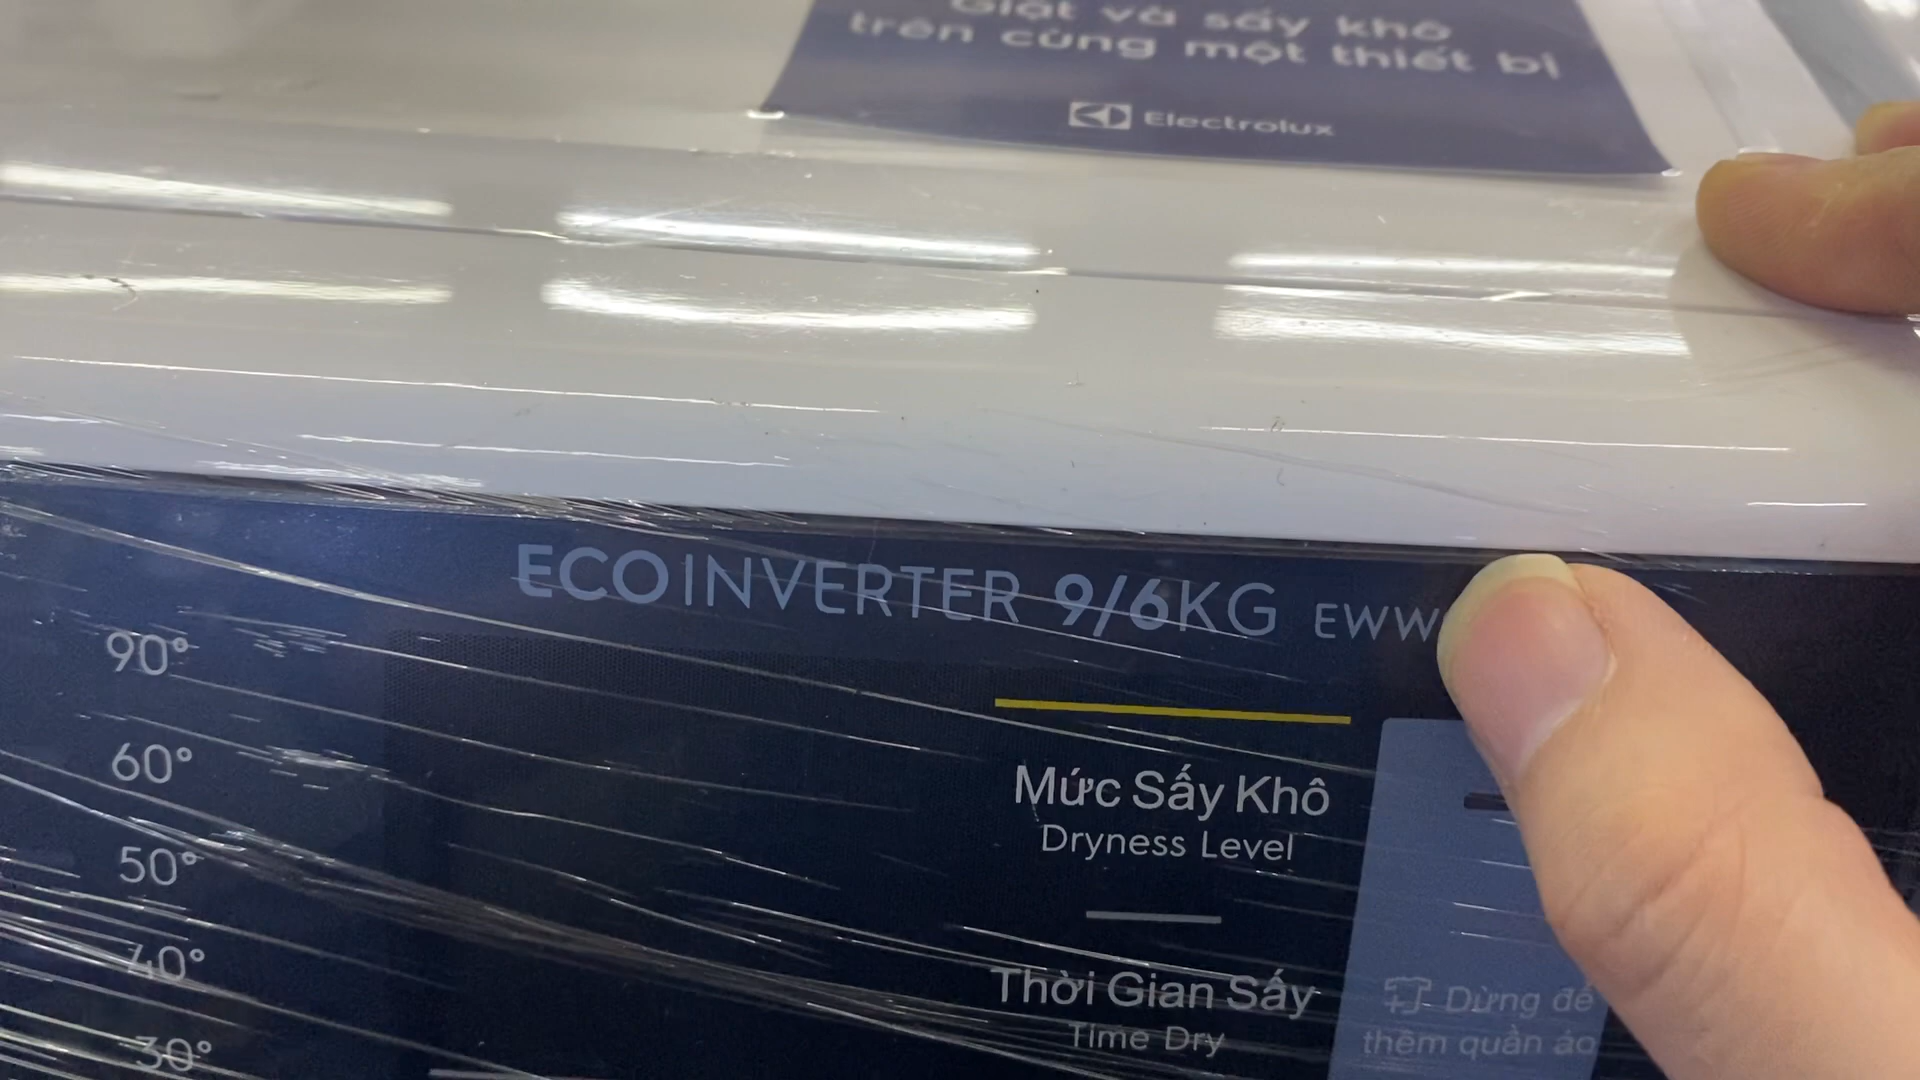 Giặt và sấy khô
trên cùng một thiết bị
Electrolux
ECOINVERTER 9/6KG EWW
90°
60°
50°
40°
30°
Mức Sấy Khô
Dryness Level
Thời Gian Sấy
Time Dry
Dừng để
thêm quần áo